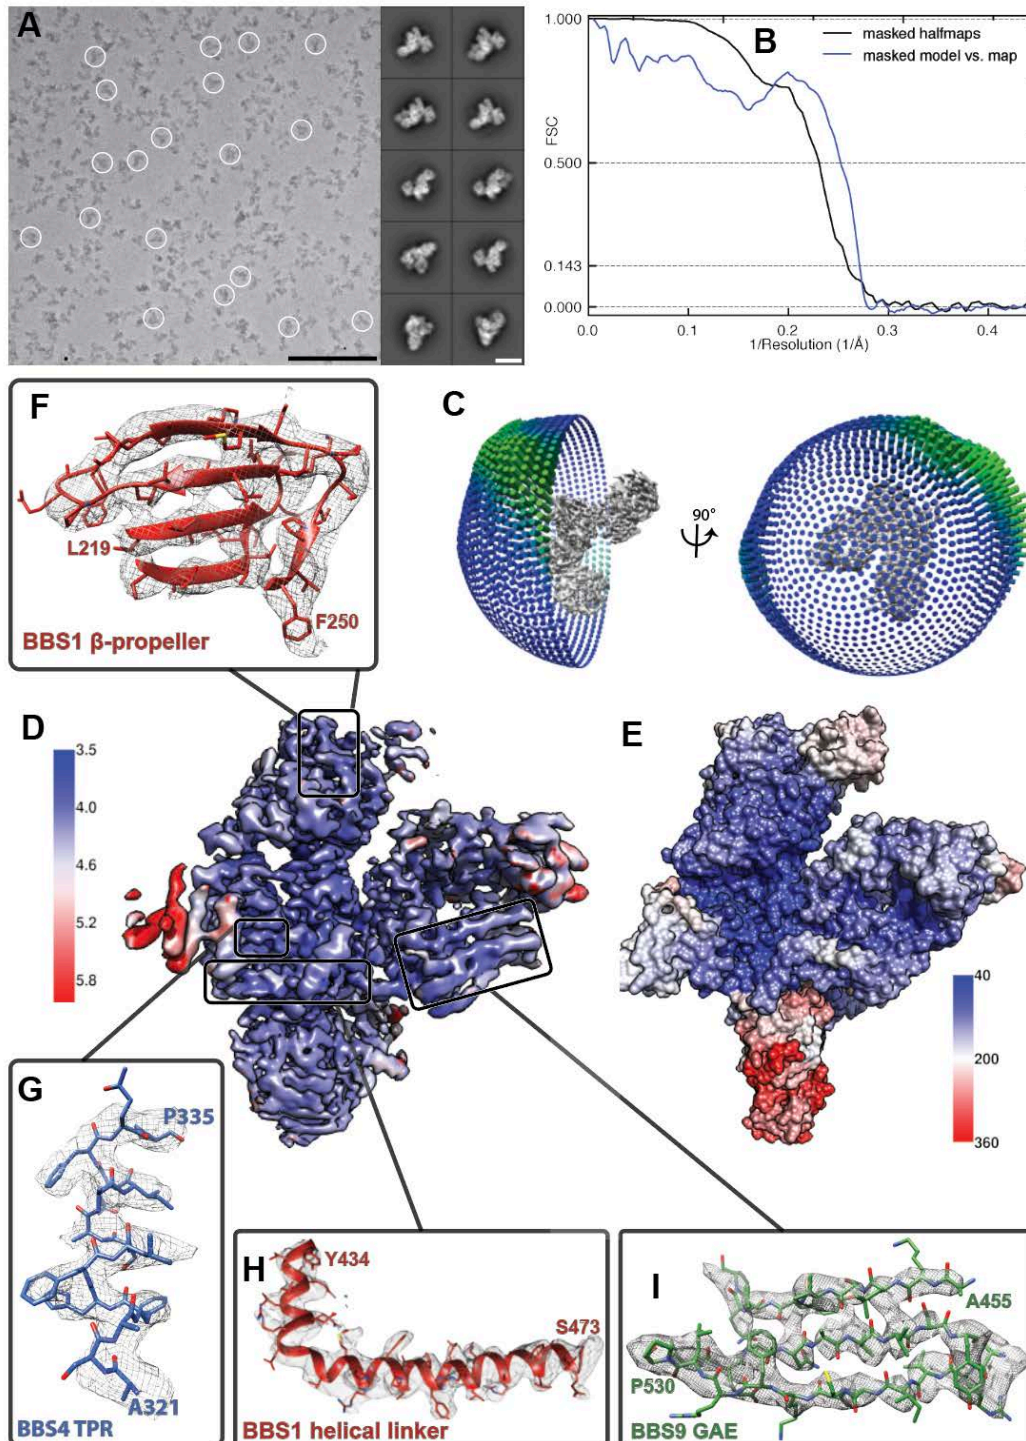 A
B
masked halfmaps
masked model vs. map
1.000
0.500
0.143
0.000
FSC
0.0
0.1
0.2
0.3
0.4
1/Resolution (1/Å)
F
L219
F250
BBS1 β-propeller
C
90°
D
3.5
4.0
4.6
5.2
5.8
E
40
200
360
G
P335
A321
BBS4 TPR
H
Y434
S473
BBS1 helical linker
I
A455
P530
BBS9 GAE